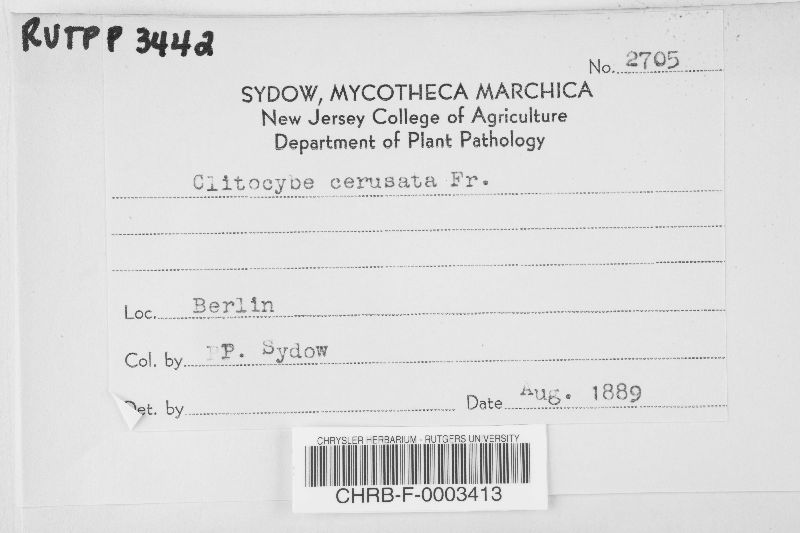 RUTPP 3442
No. 2705
SYDOW, MYCOTHECA MARCHICA
New Jersey College of Agriculture
Department of Plant Pathology
Clitocybe cerusata Fr.
Loc. Berlin
Col. by P. Sydow
Det. by
Date Aug. 1889
CHRYSLER HERBARIUM - RUTGERS UNIVERSITY
CHRB-F-0003413